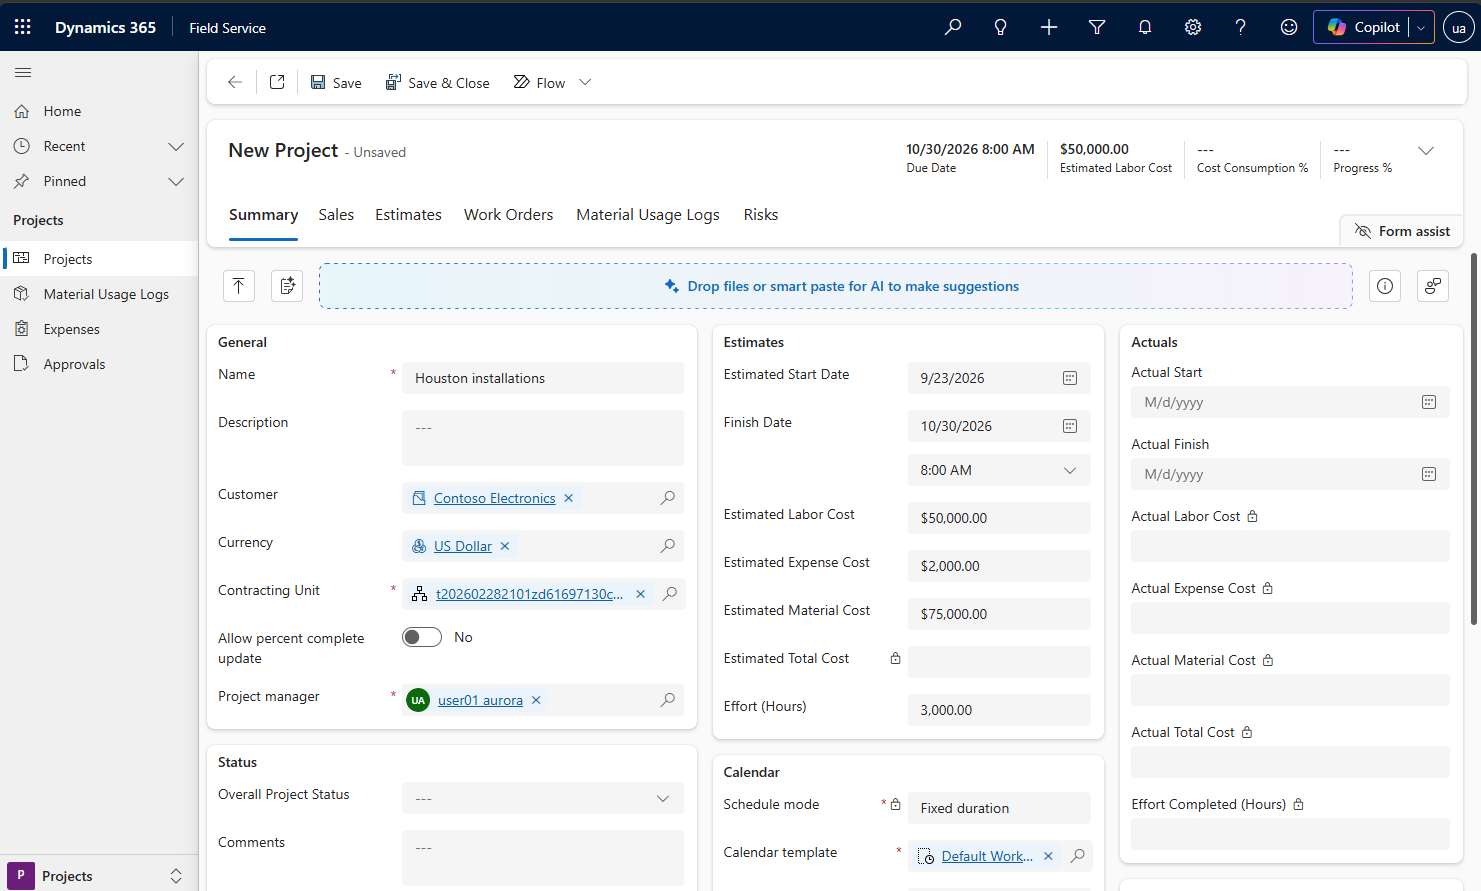 Dynamics 365
Field Service
Copilot
ua
Home
Recent
Pinned
Projects
Projects
Material Usage Logs
Expenses
Approvals
P
Projects
Save
Save & Close
Flow
New Project
- Unsaved
10/30/2026 8:00 AM
Due Date
$50,000.00
Estimated Labor Cost
---
Cost Consumption %
---
Progress %
Summary
Sales
Estimates
Work Orders
Material Usage Logs
Risks
Form assist
Drop files or smart paste for AI to make suggestions
General
Name
*
Houston installations
Description
---
Customer
Contoso Electronics
Currency
US Dollar
Contracting Unit
*
t202602282101zd61697130c...
Allow percent complete
update
No
Project manager
*
UA
user01 aurora
Status
Overall Project Status
---
Comments
---
Estimates
Estimated Start Date
9/23/2026
Finish Date
10/30/2026
8:00 AM
Estimated Labor Cost
$50,000.00
Estimated Expense Cost
$2,000.00
Estimated Material Cost
$75,000.00
Estimated Total Cost
Effort (Hours)
3,000.00
Calendar
Schedule mode
*
Fixed duration
Calendar template
*
Default Work...
Actuals
Actual Start
M/d/yyyy
Actual Finish
M/d/yyyy
Actual Labor Cost
Actual Expense Cost
Actual Material Cost
Actual Total Cost
Effort Completed (Hours)